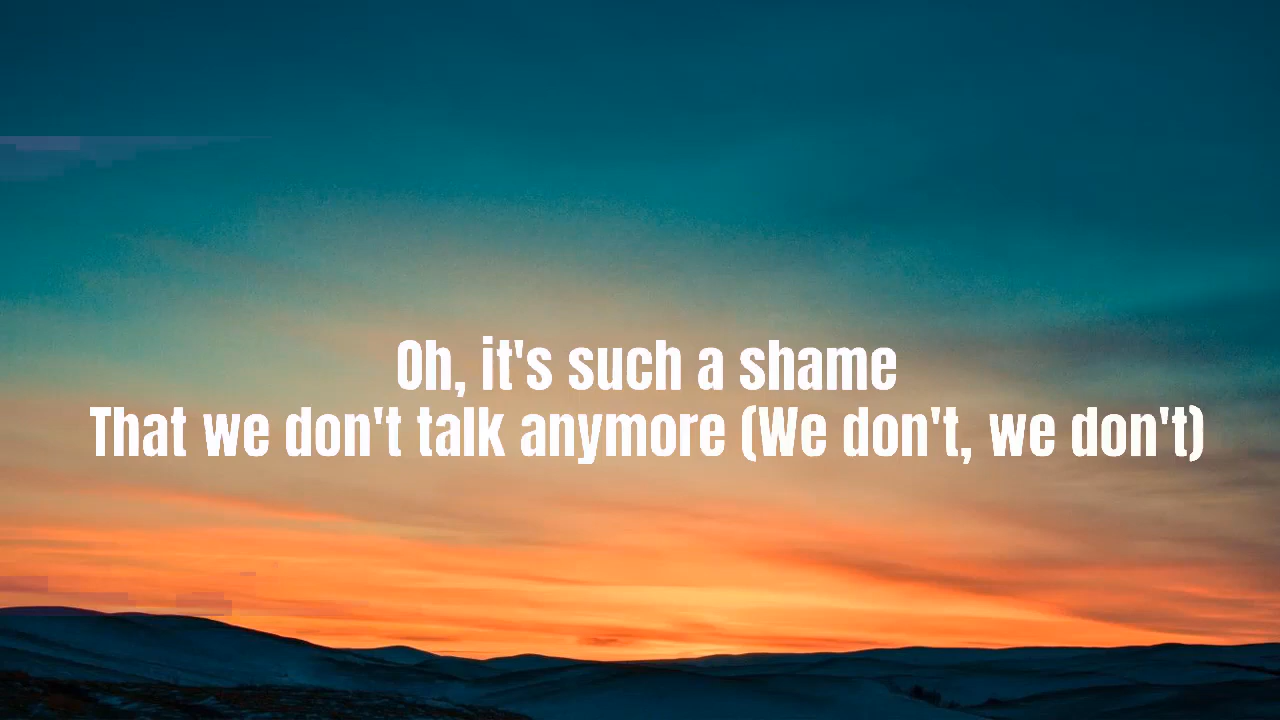 Oh, it's such a shame
That we don't talk anymore (We don't, we don't)